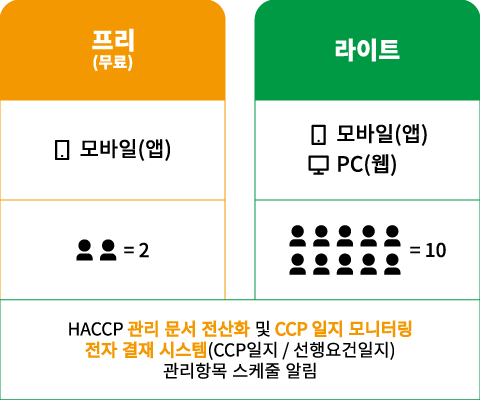 프리
(무료)
라이트
모바일(앱)
모바일(앱)
PC(웹)
= 2
= 10
HACCP 관리 문서 전산화 및 CCP 일지 모니터링
전자 결재 시스템(CCP일지 / 선행요건일지)
관리항목 스케줄 알림